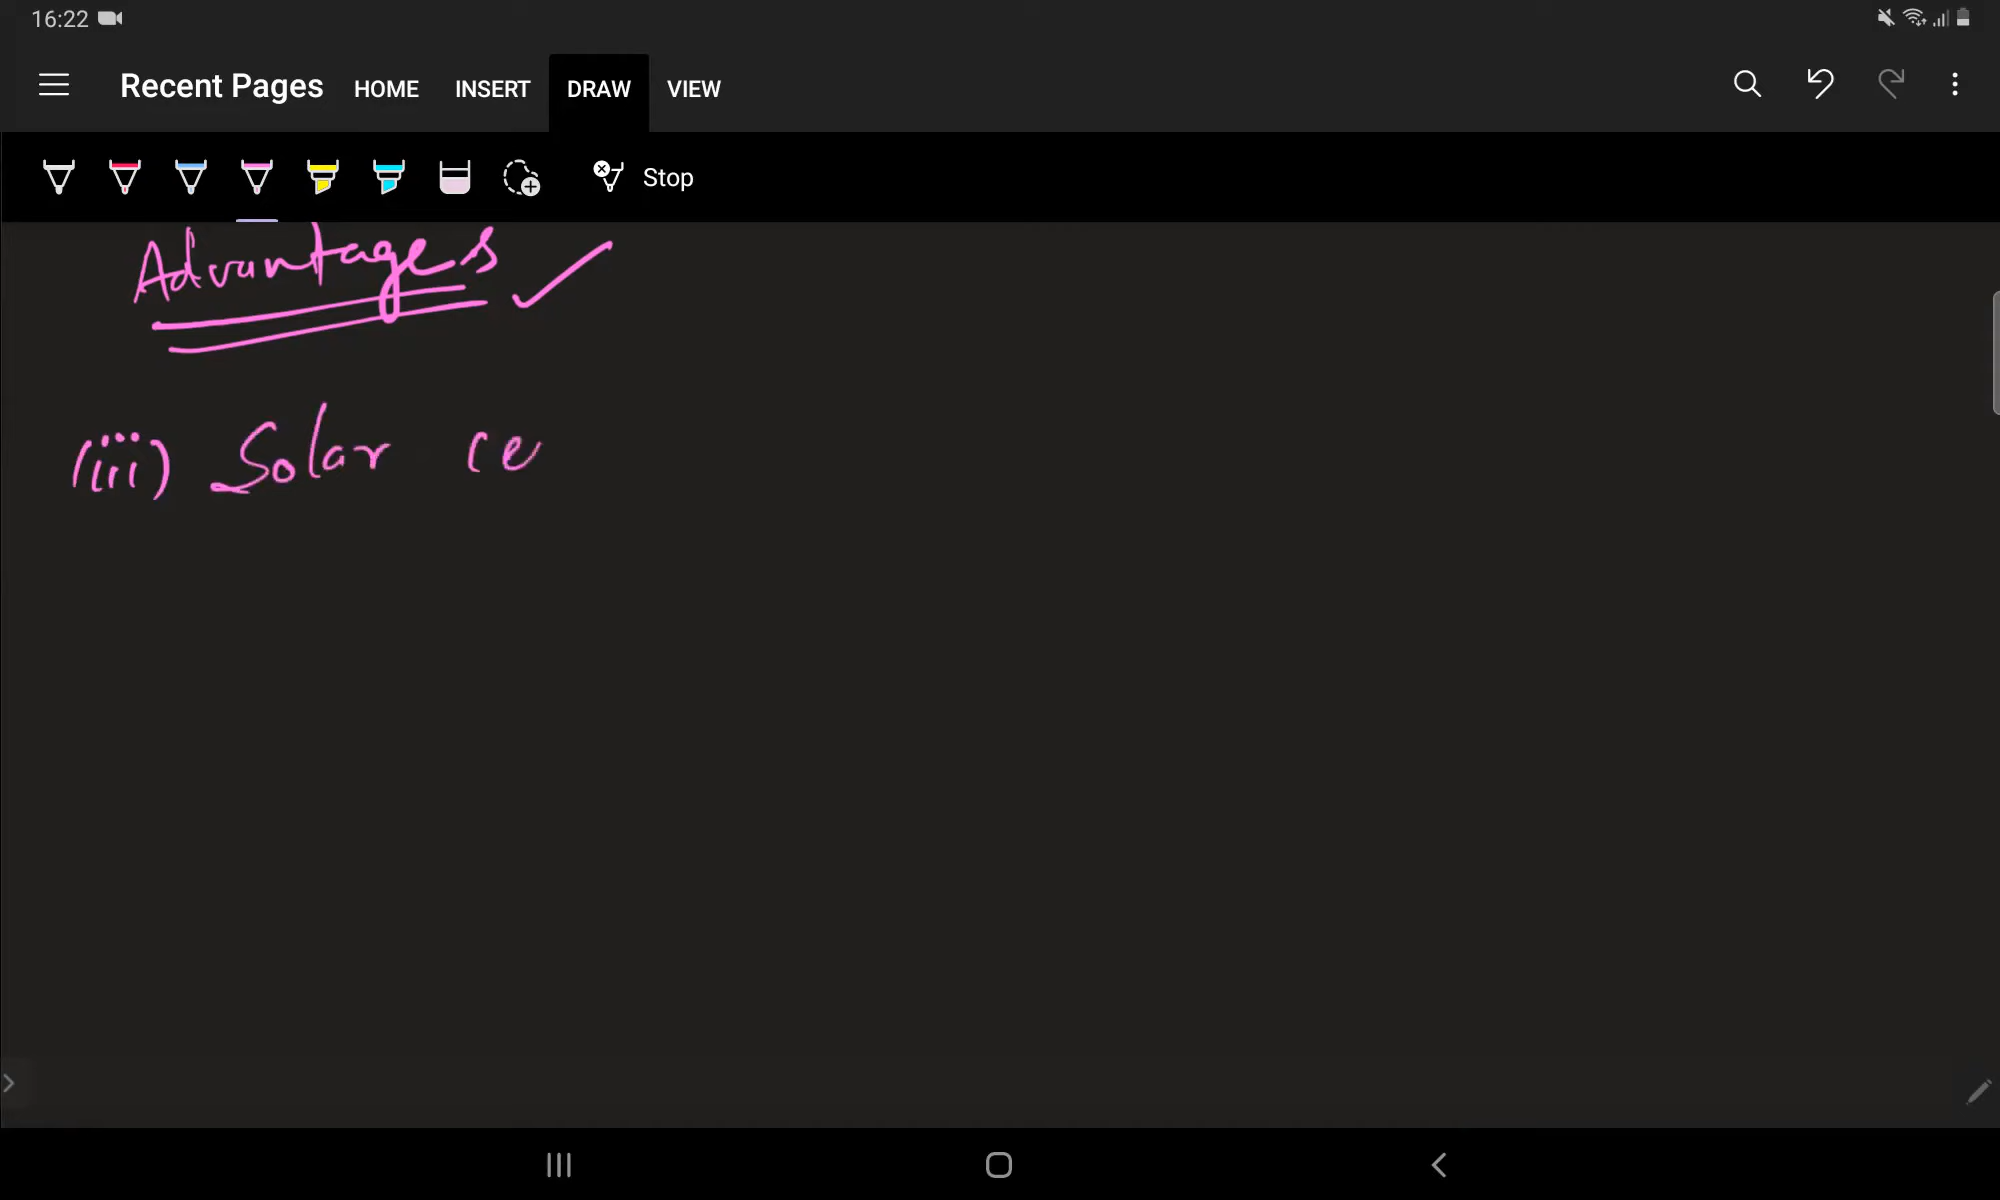 16:22
Recent Pages HOME INSERT DRAW VIEW
Stop
Advantages
(iii) Solar ce